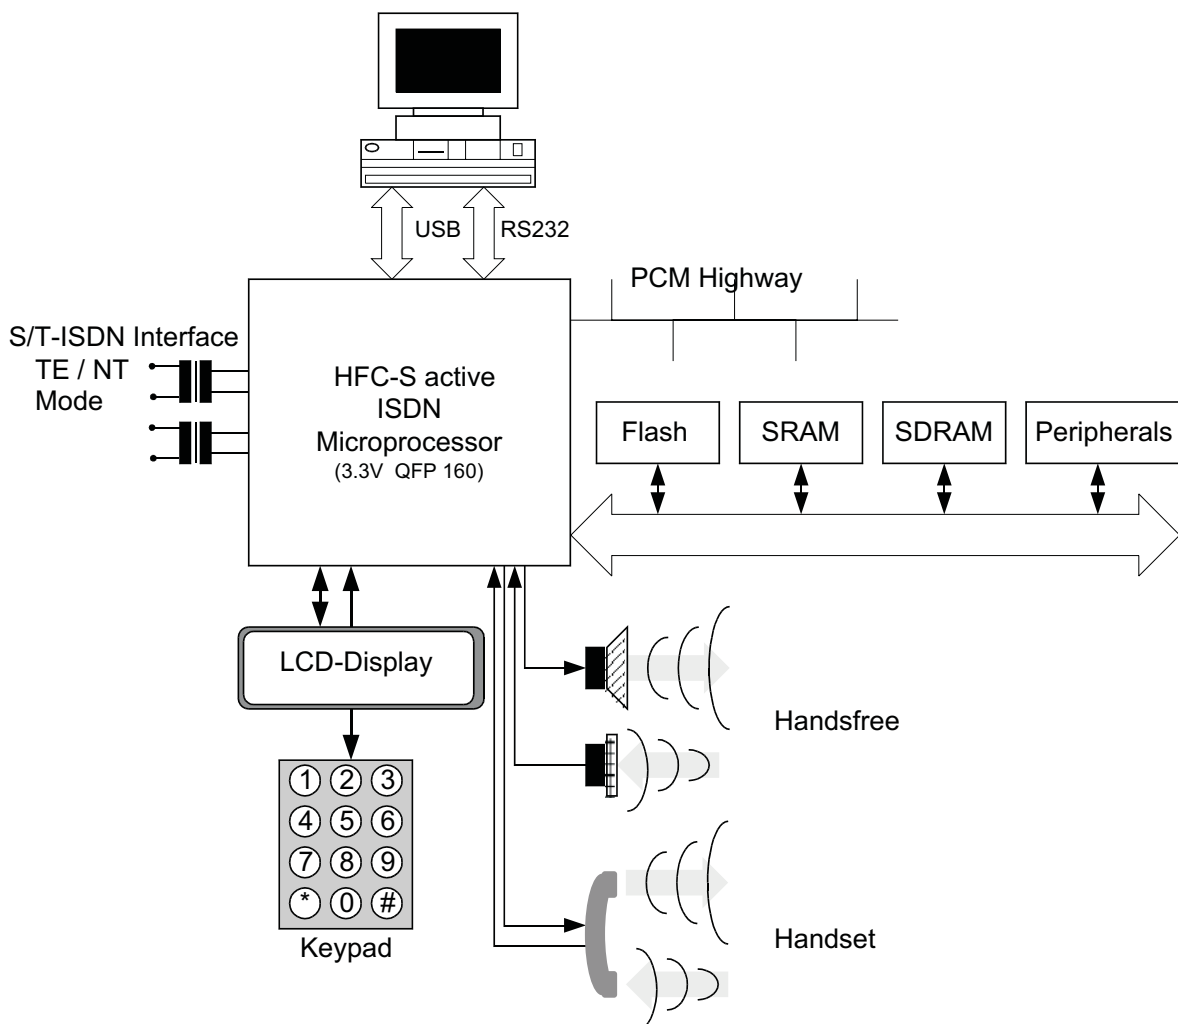 USB RS232
PCM Highway
S/T-ISDN Interface
TE / NT
Mode
HFC-S active
ISDN
Microprocessor
(3.3V QFP 160)
Flash SRAM SDRAM Peripherals
LCD-Display
Handsfree
1 2 3
4 5 6
7 8 9
* 0 #
Keypad
Handset